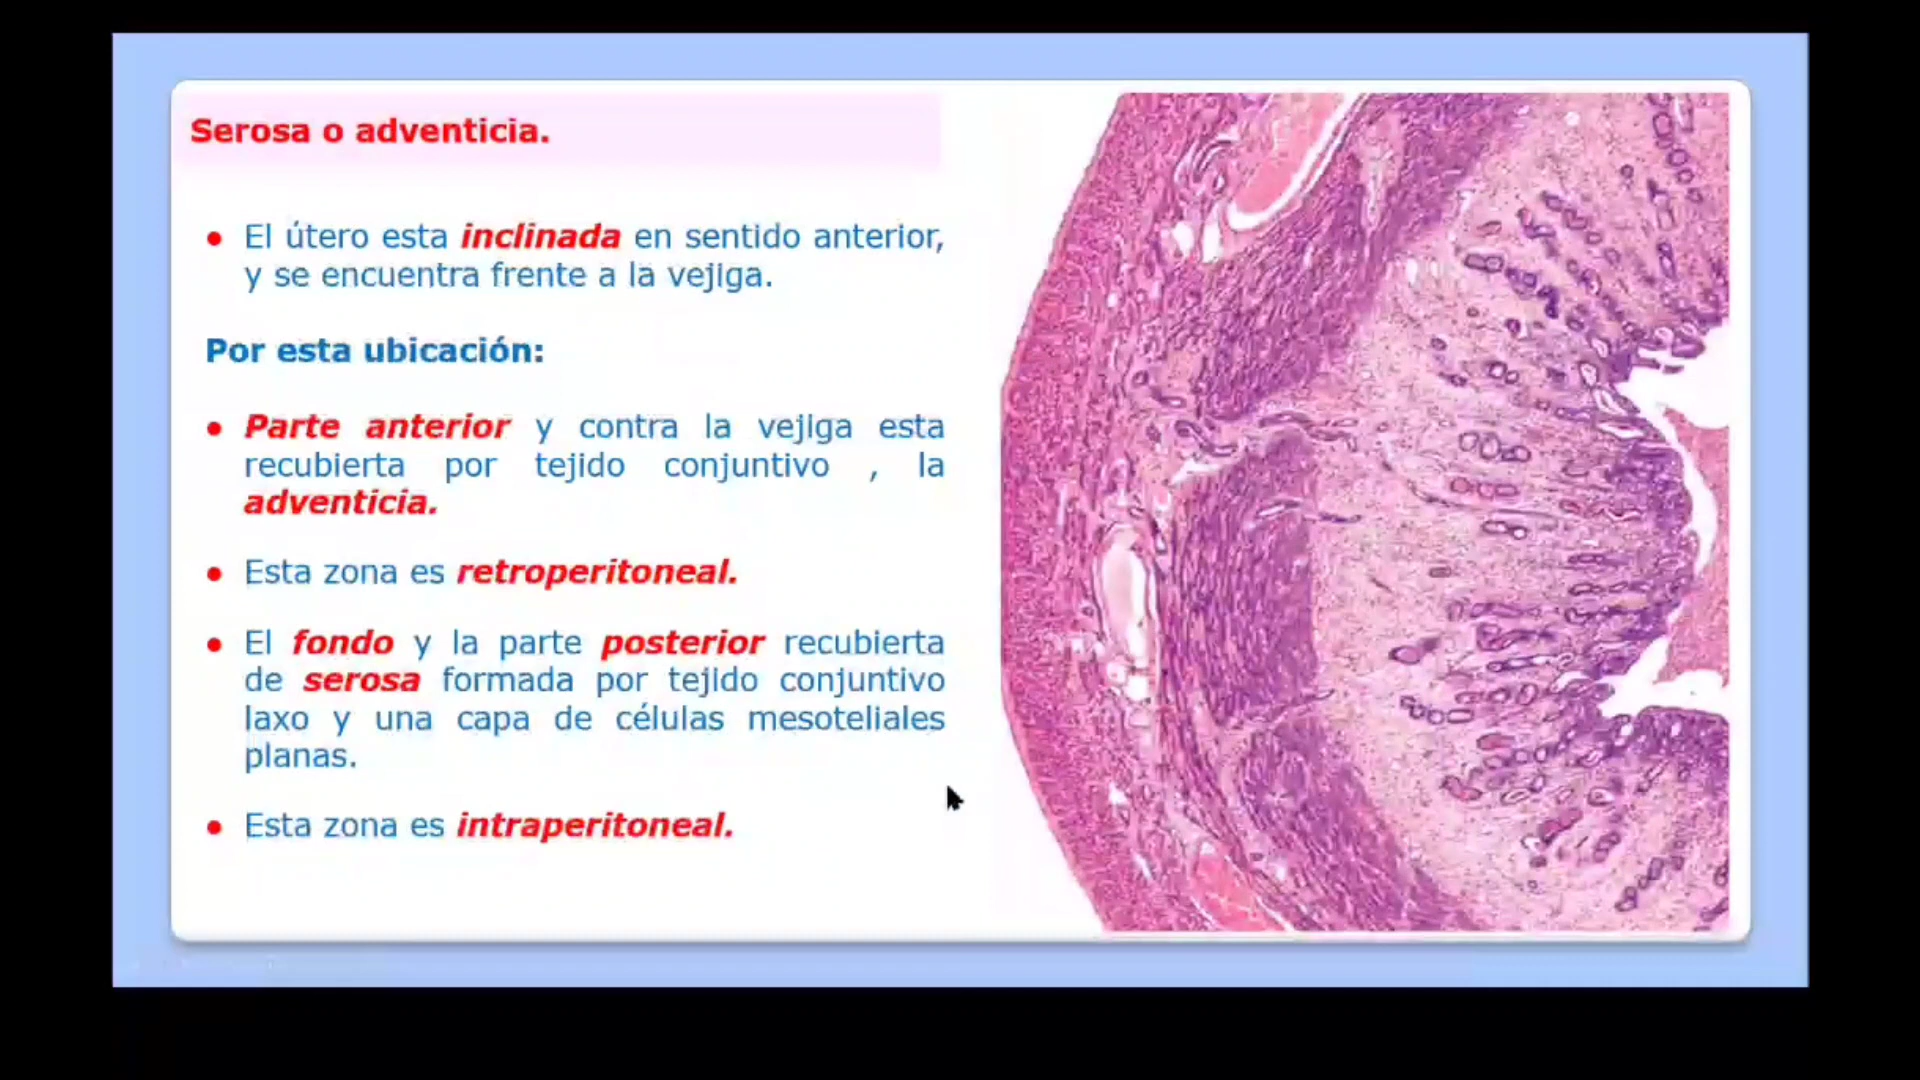 Serosa o adventicia.
● El útero esta inclinada en sentido anterior,
y se encuentra frente a la vejiga.
Por esta ubicación:
● Parte anterior y contra la vejiga esta
recubierta por tejido conjuntivo , la
adventicia.
● Esta zona es retroperitoneal.
● El fondo y la parte posterior recubierta
de serosa formada por tejido conjuntivo
laxo y una capa de células mesoteliales
planas.
● Esta zona es intraperitoneal.